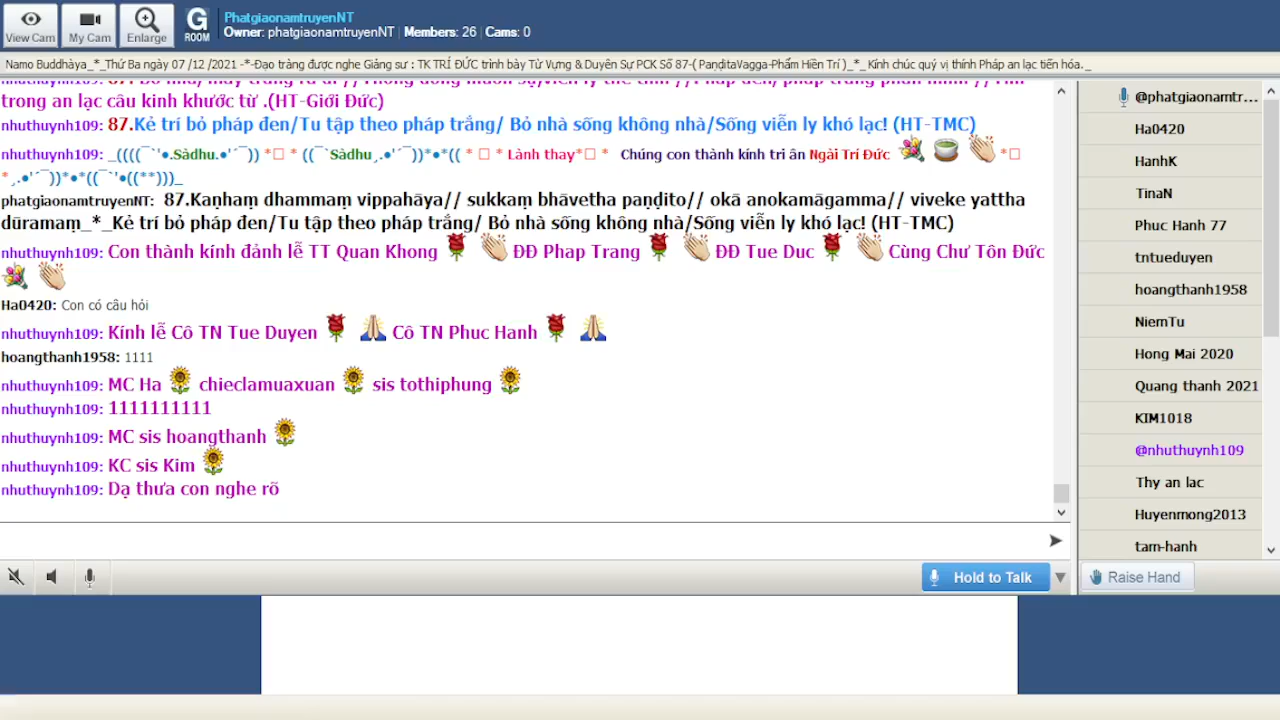 View Cam
My Cam
Enlarge
G
ROOM
PhatgiaonamtruyenNT
Owner: phatgiaonamtruyenNT | Members: 26 | Cams: 0
Namo Buddhàya_*_Thứ Ba ngày 07 /12 /2021 -*-Đạo tràng được nghe Giảng sư : TK TRÍ ĐỨC trình bày Từ Vựng & Duyên Sự PCK Số 87-( PaṇḍitaVagga-Phẩm Hiền Trí )_*_ Kính chúc quý vị thính Pháp an lạc tiến hóa. _
trong an lạc câu kinh khước từ .(HT-Giới Đức)
nhuthuynh109: 87.Kẻ trí bỏ pháp đen/Tu tập theo pháp trắng/ Bỏ nhà sống không nhà/Sống viễn ly khó lạc! (HT-TMC)
nhuthuynh109: _((((¯`'•.Sàdhu.•'´¯)) *🌷 * ((¯`Sàdhu¸.•'´¯))*•*(( * 🌷 * Lành thay*🌷 * Chúng con thành kính tri ân Ngài Trí Đức 💐 🍵 👏 *🌷
*¸.•'´¯))*•*((¯`'•((**)))_
phatgiaonamtruyenNT: 87.Kaṇhaṃ dhammaṃ vippahāya// sukkaṃ bhāvetha paṇḍito// okā anokamāgamma// viveke yattha
dūramaṃ_*_Kẻ trí bỏ pháp đen/Tu tập theo pháp trắng/ Bỏ nhà sống không nhà/Sống viễn ly khó lạc! (HT-TMC)
nhuthuynh109: Con thành kính đảnh lễ TT Quan Khong 🌹 👏 ĐĐ Phap Trang 🌹 👏 ĐĐ Tue Duc 🌹 👏 Cùng Chư Tôn Đức
💐 👏
Ha0420: Con có câu hỏi
nhuthuynh109: Kính lễ Cô TN Tue Duyen 🌹 🙏 Cô TN Phuc Hanh 🌹 🙏
hoangthanh1958: 1111
nhuthuynh109: MC Ha 🌻 chieclamuaxuan 🌻 sis tothiphung 🌻
nhuthuynh109: 1111111111
nhuthuynh109: MC sis hoangthanh 🌻
nhuthuynh109: KC sis Kim 🌻
nhuthuynh109: Dạ thưa con nghe rõ
@phatgiaonamtr...
Ha0420
HanhK
TinaN
Phuc Hanh 77
tntueduyen
hoangthanh1958
NiemTu
Hong Mai 2020
Quang thanh 2021
KIM1018
@nhuthuynh109
Thy an lac
Huyenmong2013
tam-hanh
Hold to Talk
Raise Hand